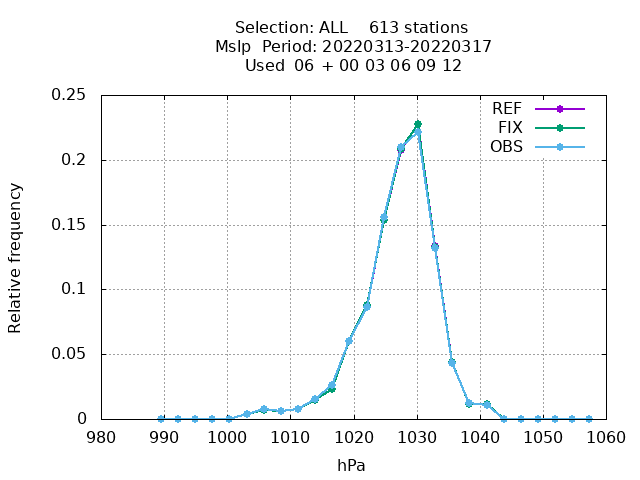 Selection: ALL    613 stations
Mslp  Period: 20220313-20220317
Used  06 + 00 03 06 09 12
REF
FIX
OBS
0.25
0.2
0.15
0.1
0.05
0
Relative frequency
980 990 1000 1010 1020 1030 1040 1050 1060
hPa